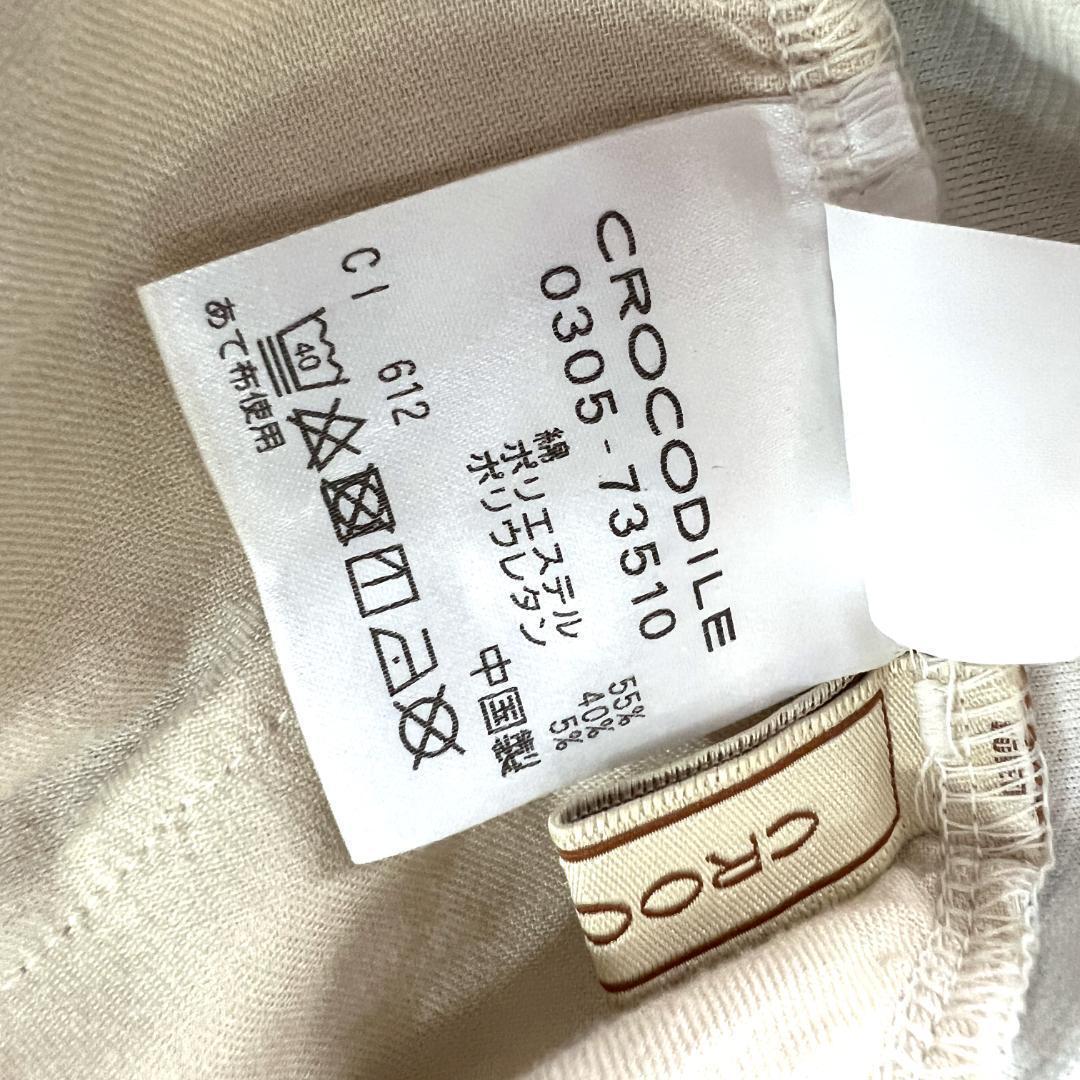 CROCODILE
0305-73510
綿 55%
ポリエステル 40%
ポリウレタン 5%
中国製
C I 612
40
あて布使用
CRO